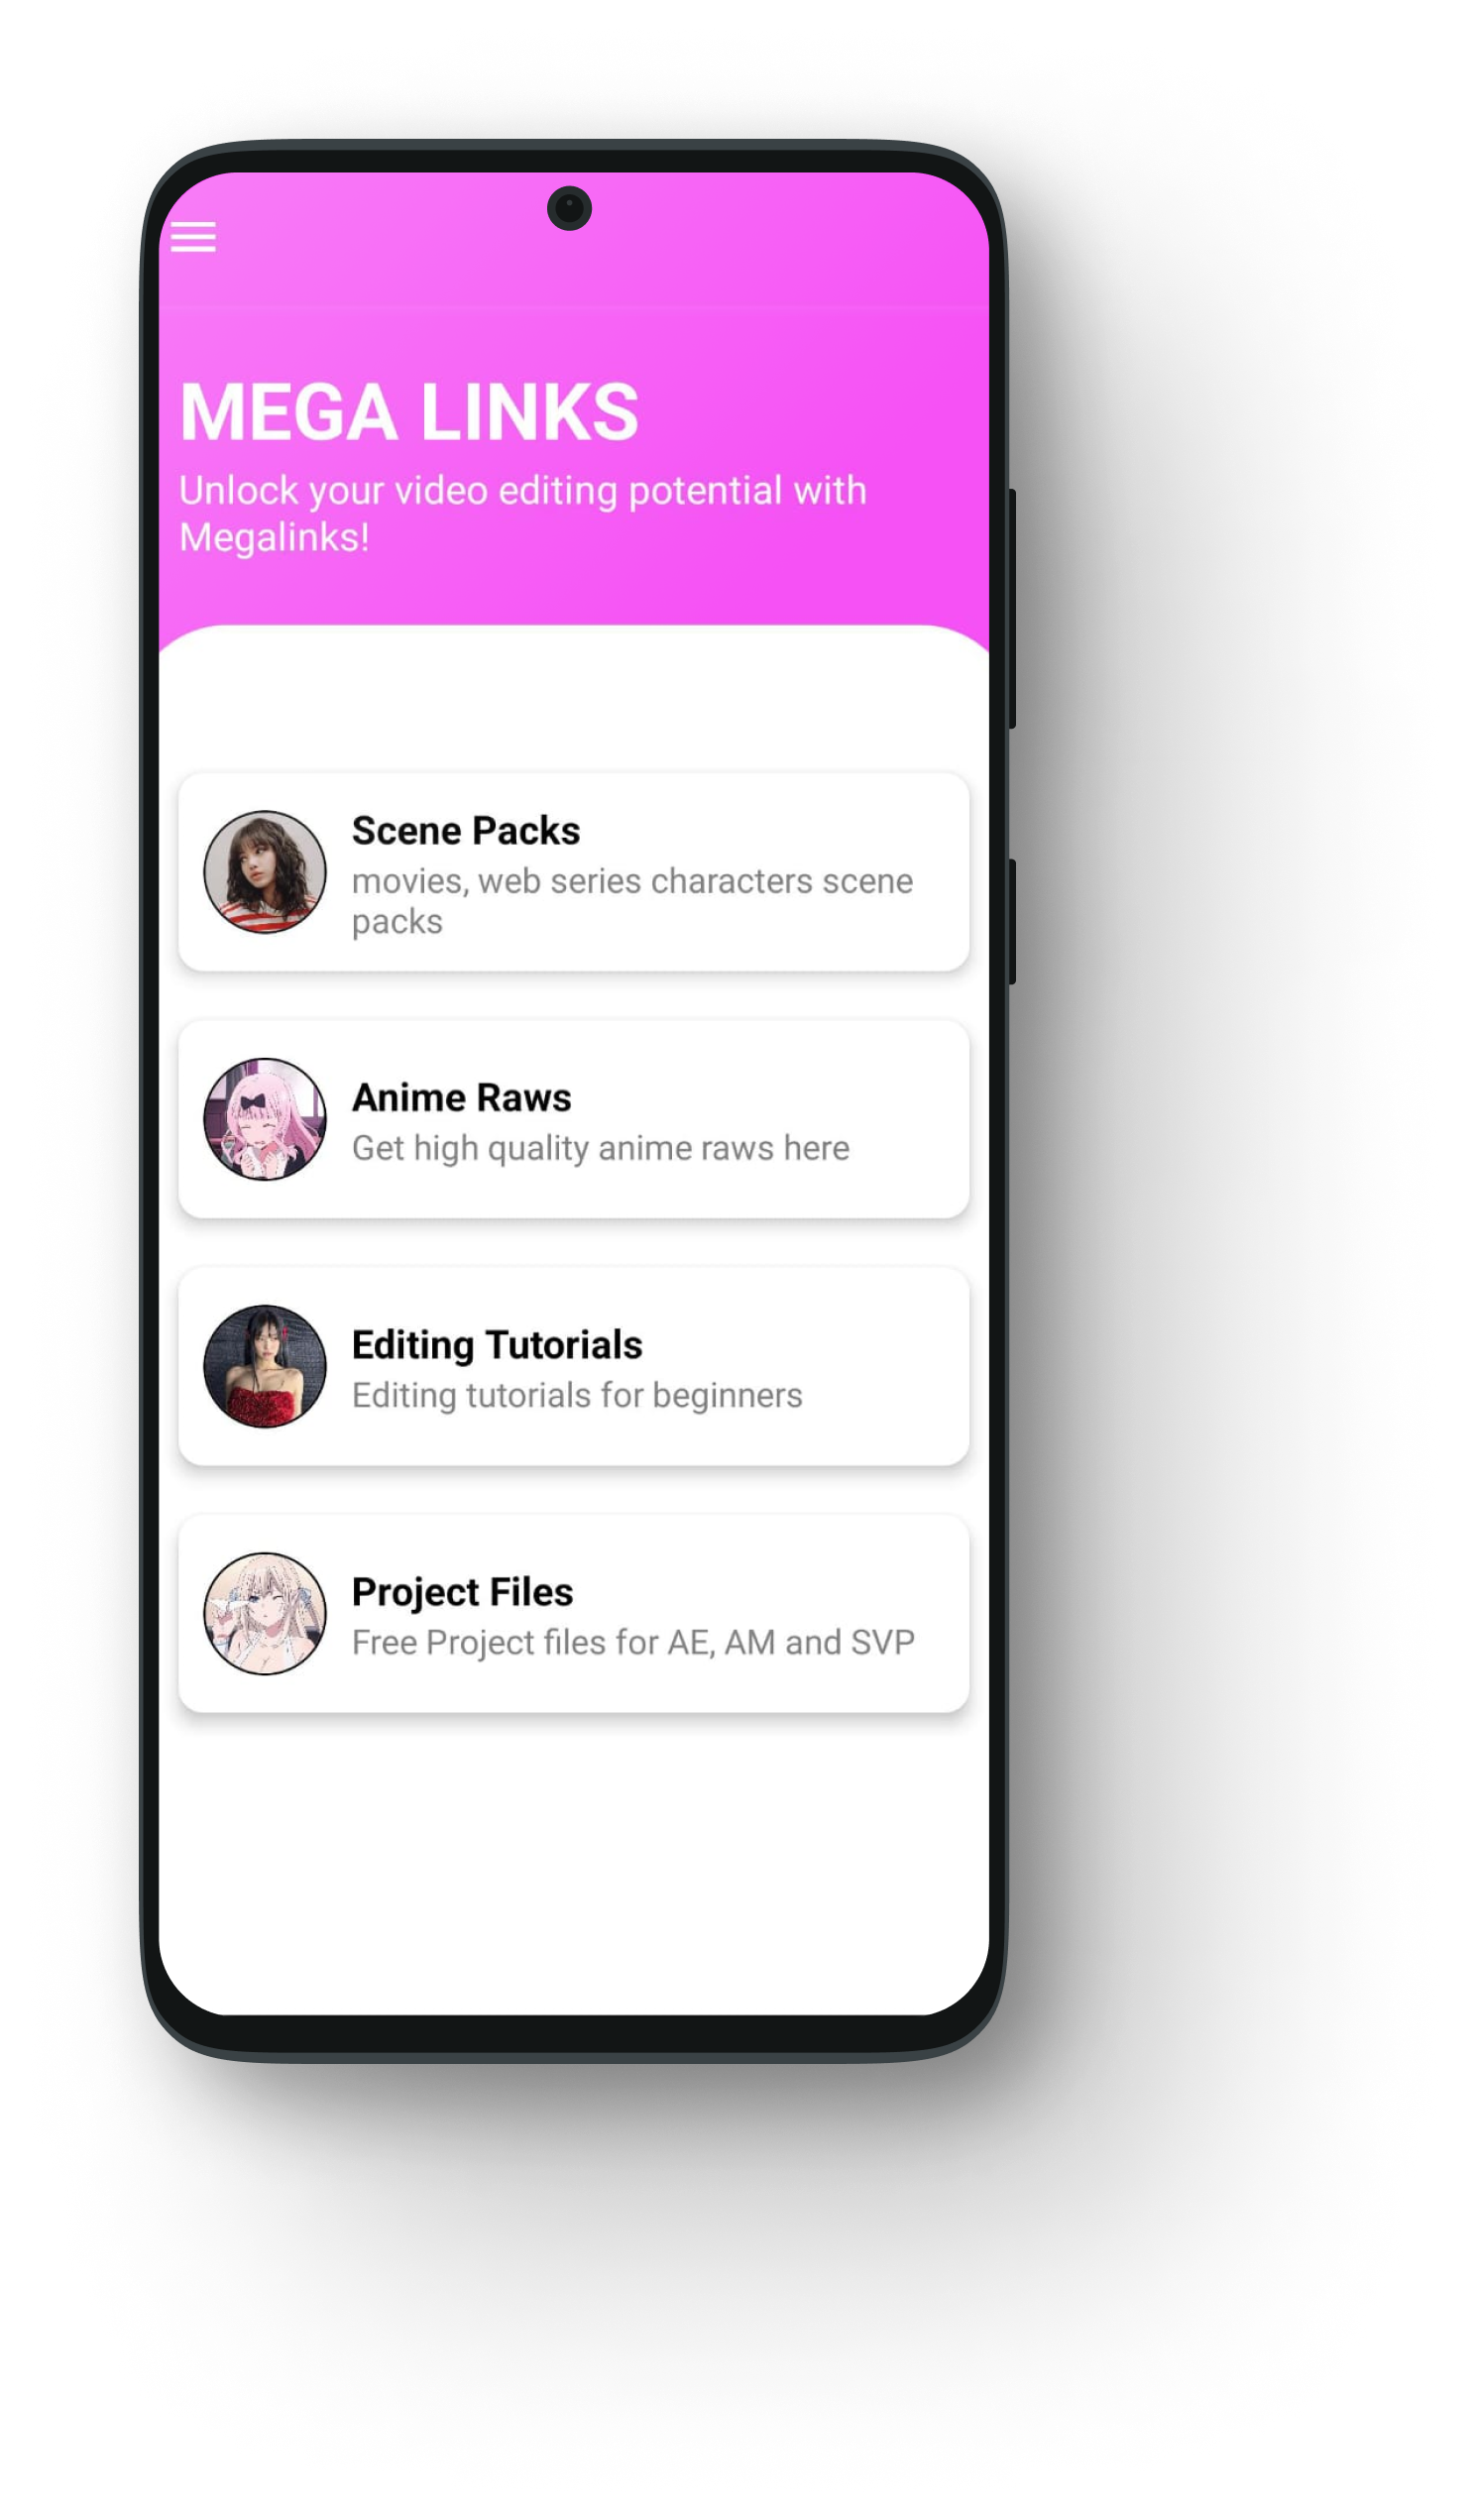 MEGA LINKS
Unlock your video editing potential with
Megalinks!
Scene Packs
movies, web series characters scene
packs
Anime Raws
Get high quality anime raws here
Editing Tutorials
Editing tutorials for beginners
Project Files
Free Project files for AE, AM and SVP